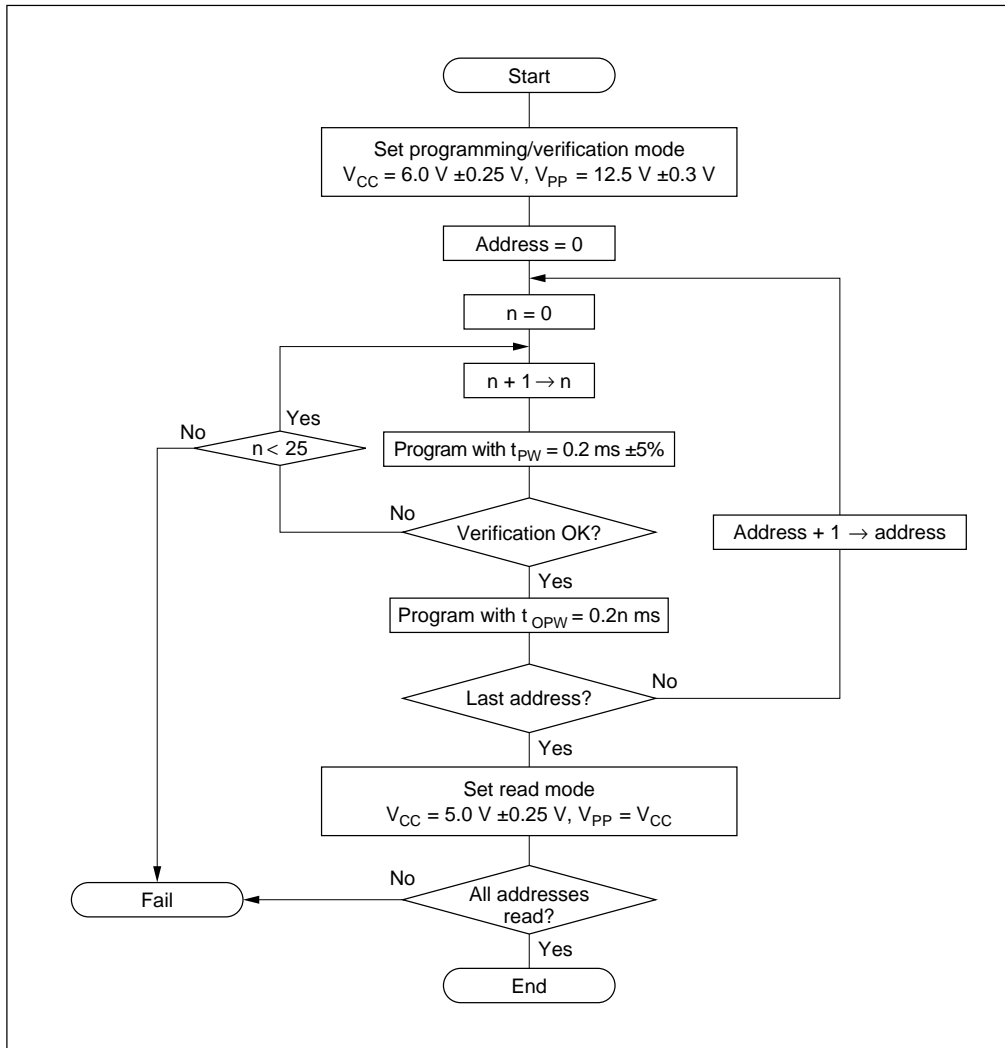 Start
Set programming/verification mode
VCC = 6.0 V ±0.25 V, VPP = 12.5 V ±0.3 V
Address = 0
n = 0
n + 1 → n
Yes
No
n < 25
Program with tPW = 0.2 ms ±5%
No
Verification OK?
Address + 1 → address
Yes
Program with tOPW = 0.2n ms
Last address?
No
Yes
Set read mode
VCC = 5.0 V ±0.25 V, VPP = VCC
No
All addresses
read?
Fail
Yes
End